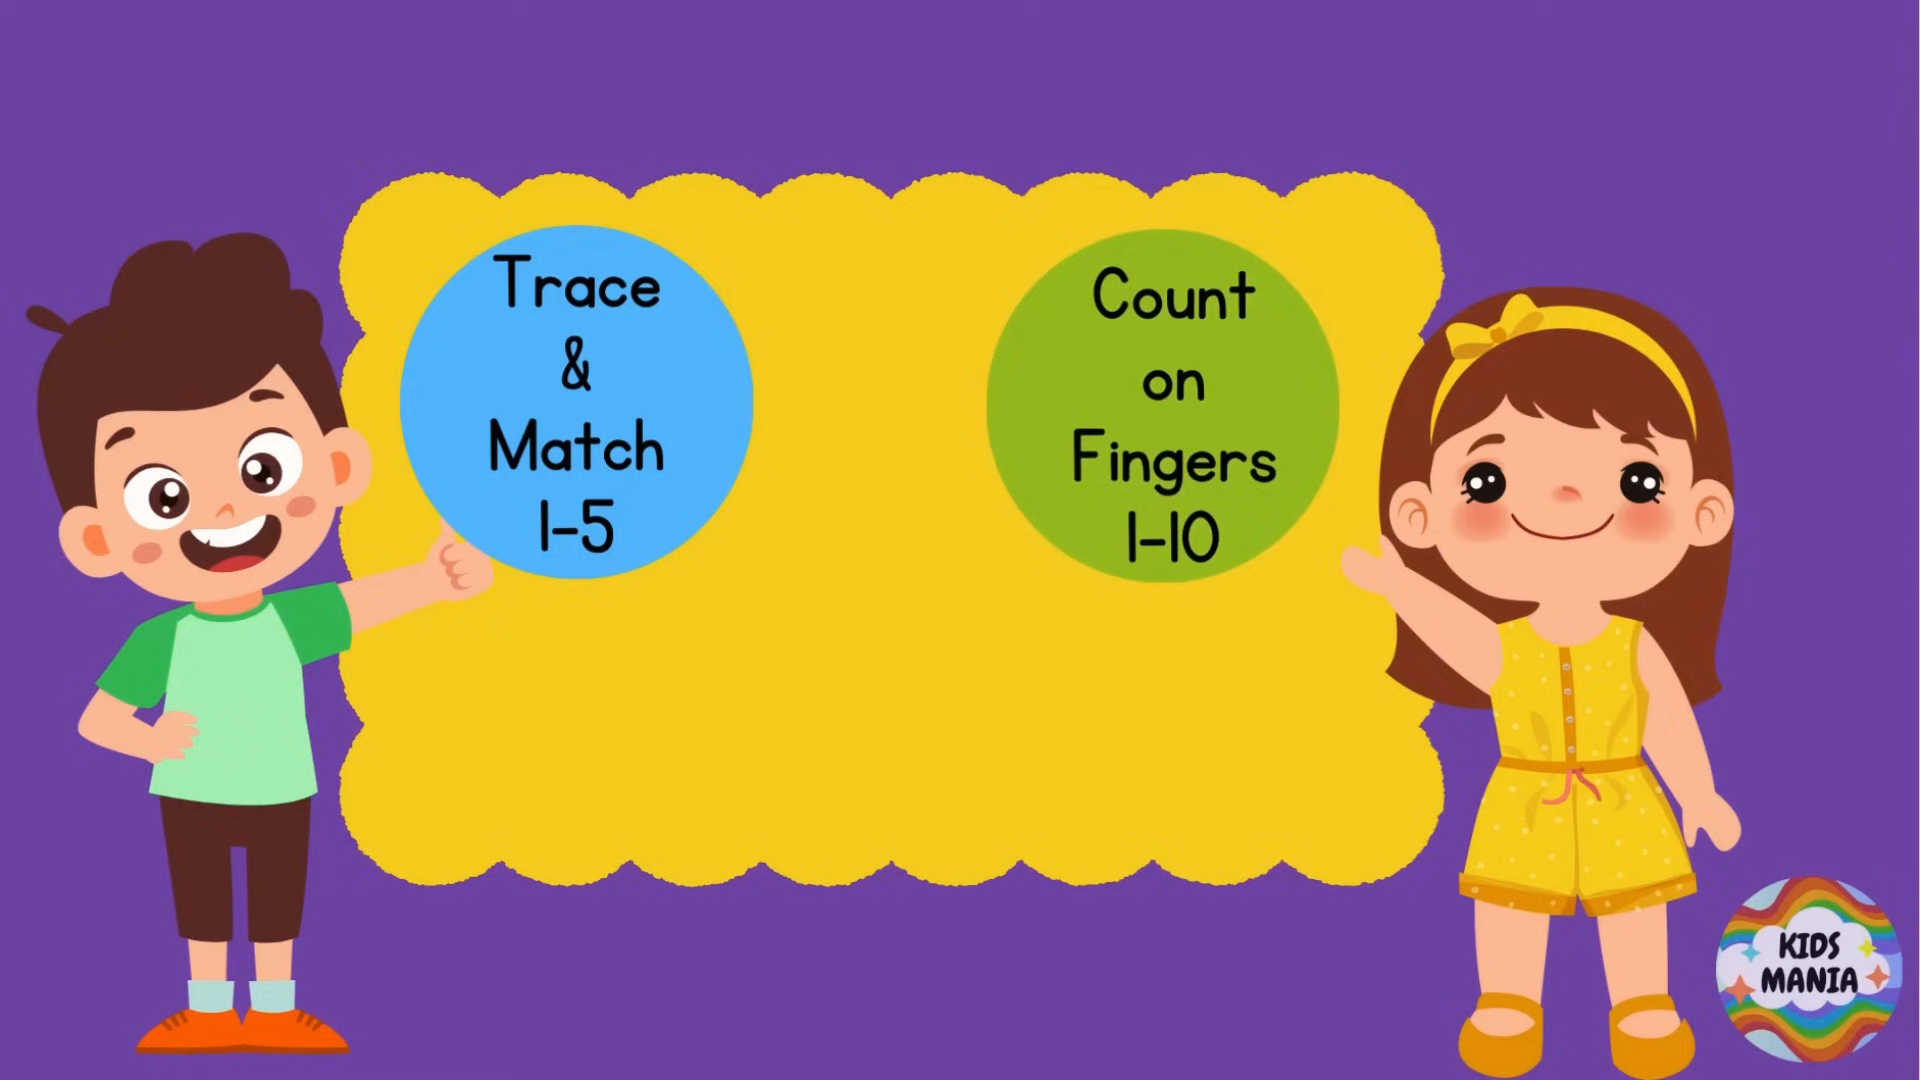 Trace
&
Match
1-5
Count
on
Fingers
1-10
KIDS
MANIA